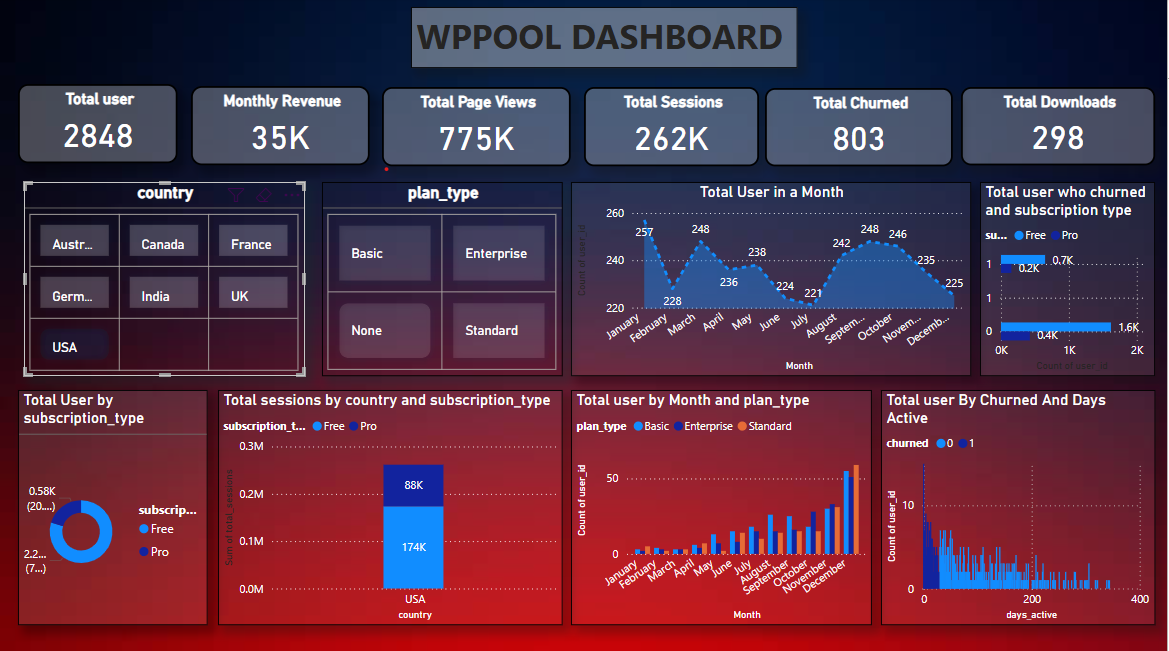 WPPOOL DASHBOARD
Total user
2848
Monthly Revenue
35K
Total Page Views
775K
Total Sessions
262K
Total Churned
803
Total Downloads
298
country
Austr...
Canada
France
Germ...
India
UK
USA
plan_type
Basic
Enterprise
None
Standard
Total User in a Month
Count of user_id
260
240
220
257
228
248
236
238
224
221
242
248
246
235
225
January
February
March
April
May
June
July
August
Septem...
October
Novem...
Decemb...
Month
Total user who churned
and subscription type
su...
Free
Pro
1
0.7K
0.2K
1
0
1.6K
0.4K
0K
1K
2K
Count of user_id
Total User by
subscription_type
0.58K
(20....)
2.2...
(7...)
subscrip...
Free
Pro
Total sessions by country and subscription_type
subscription_t...
Free
Pro
Sum of total_sessions
0.3M
0.2M
0.1M
0.0M
88K
174K
USA
country
Total user by Month and plan_type
plan_type
Basic
Enterprise
Standard
Count of user_id
50
0
January
February
March
April
May
June
July
August
September
October
November
December
Month
Total user By Churned And Days
Active
churned
0
1
Count of user_id
10
0
0
200
400
days_active